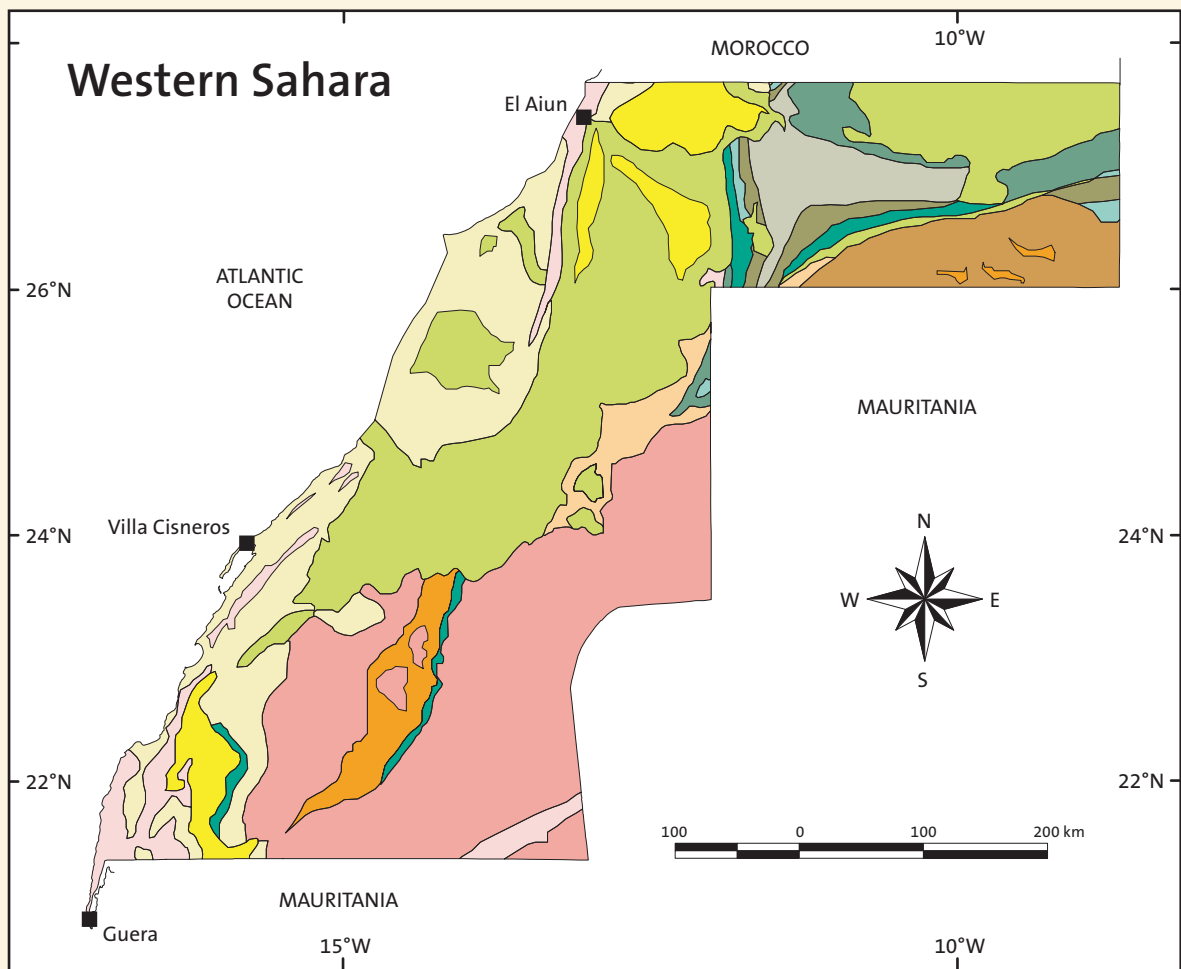 MOROCCO
10°W
Western Sahara
El Aiun
ATLANTIC
OCEAN
26°N
MAURITANIA
Villa Cisneros
24°N
24°N
N
W
E
S
22°N
22°N
100
0
100
200 km
MAURITANIA
Guera
15°W
10°W